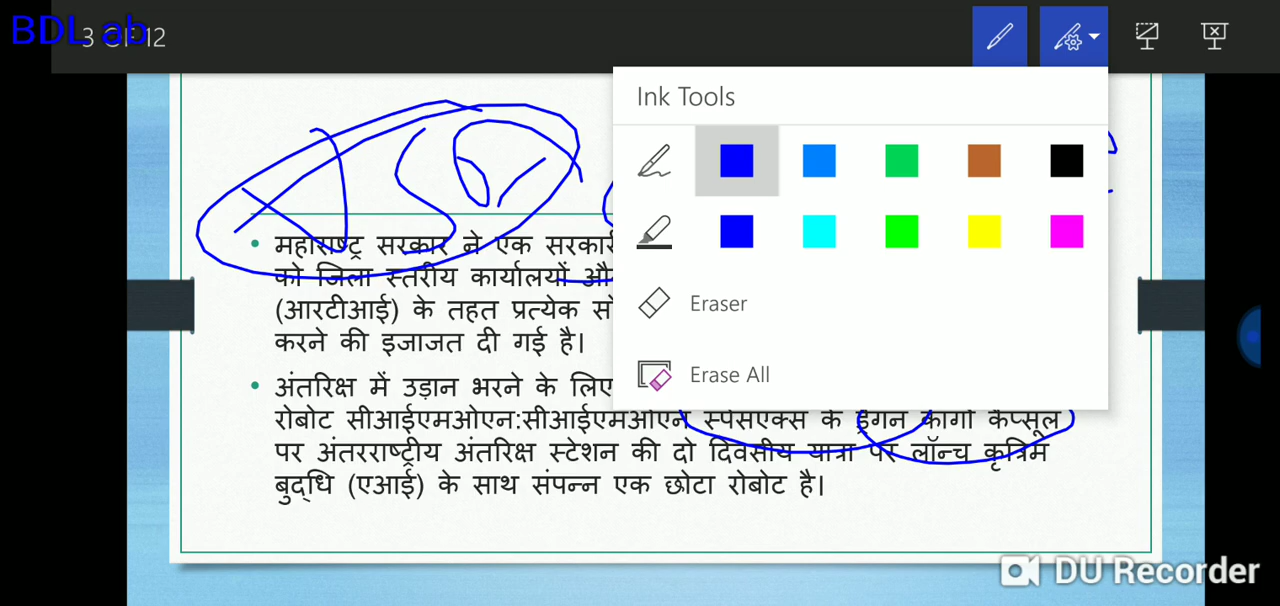 BDL ab
3 OF 12
Ink Tools
Eraser
Erase All
महाराष्ट्र सरकार ने एक सरकारी
को जिला स्तरीय कार्यालयों
(आरटीआई) के तहत प्रत्येक
करने की इजाजत दी गई है।
अंतरिक्ष में उड़ान भरने के लिए
रोबोट सीआईएमओएन:सीआईएमओएन स्पेसएक्स के ड्रैगन कार्गो कैप्सूल
पर अंतरराष्ट्रीय अंतरिक्ष स्टेशन की दो दिवसीय यात्रा पर लॉन्च कृत्रिम
बुद्धि (एआई) के साथ संपन्न एक छोटा रोबोट है।
DU Recorder